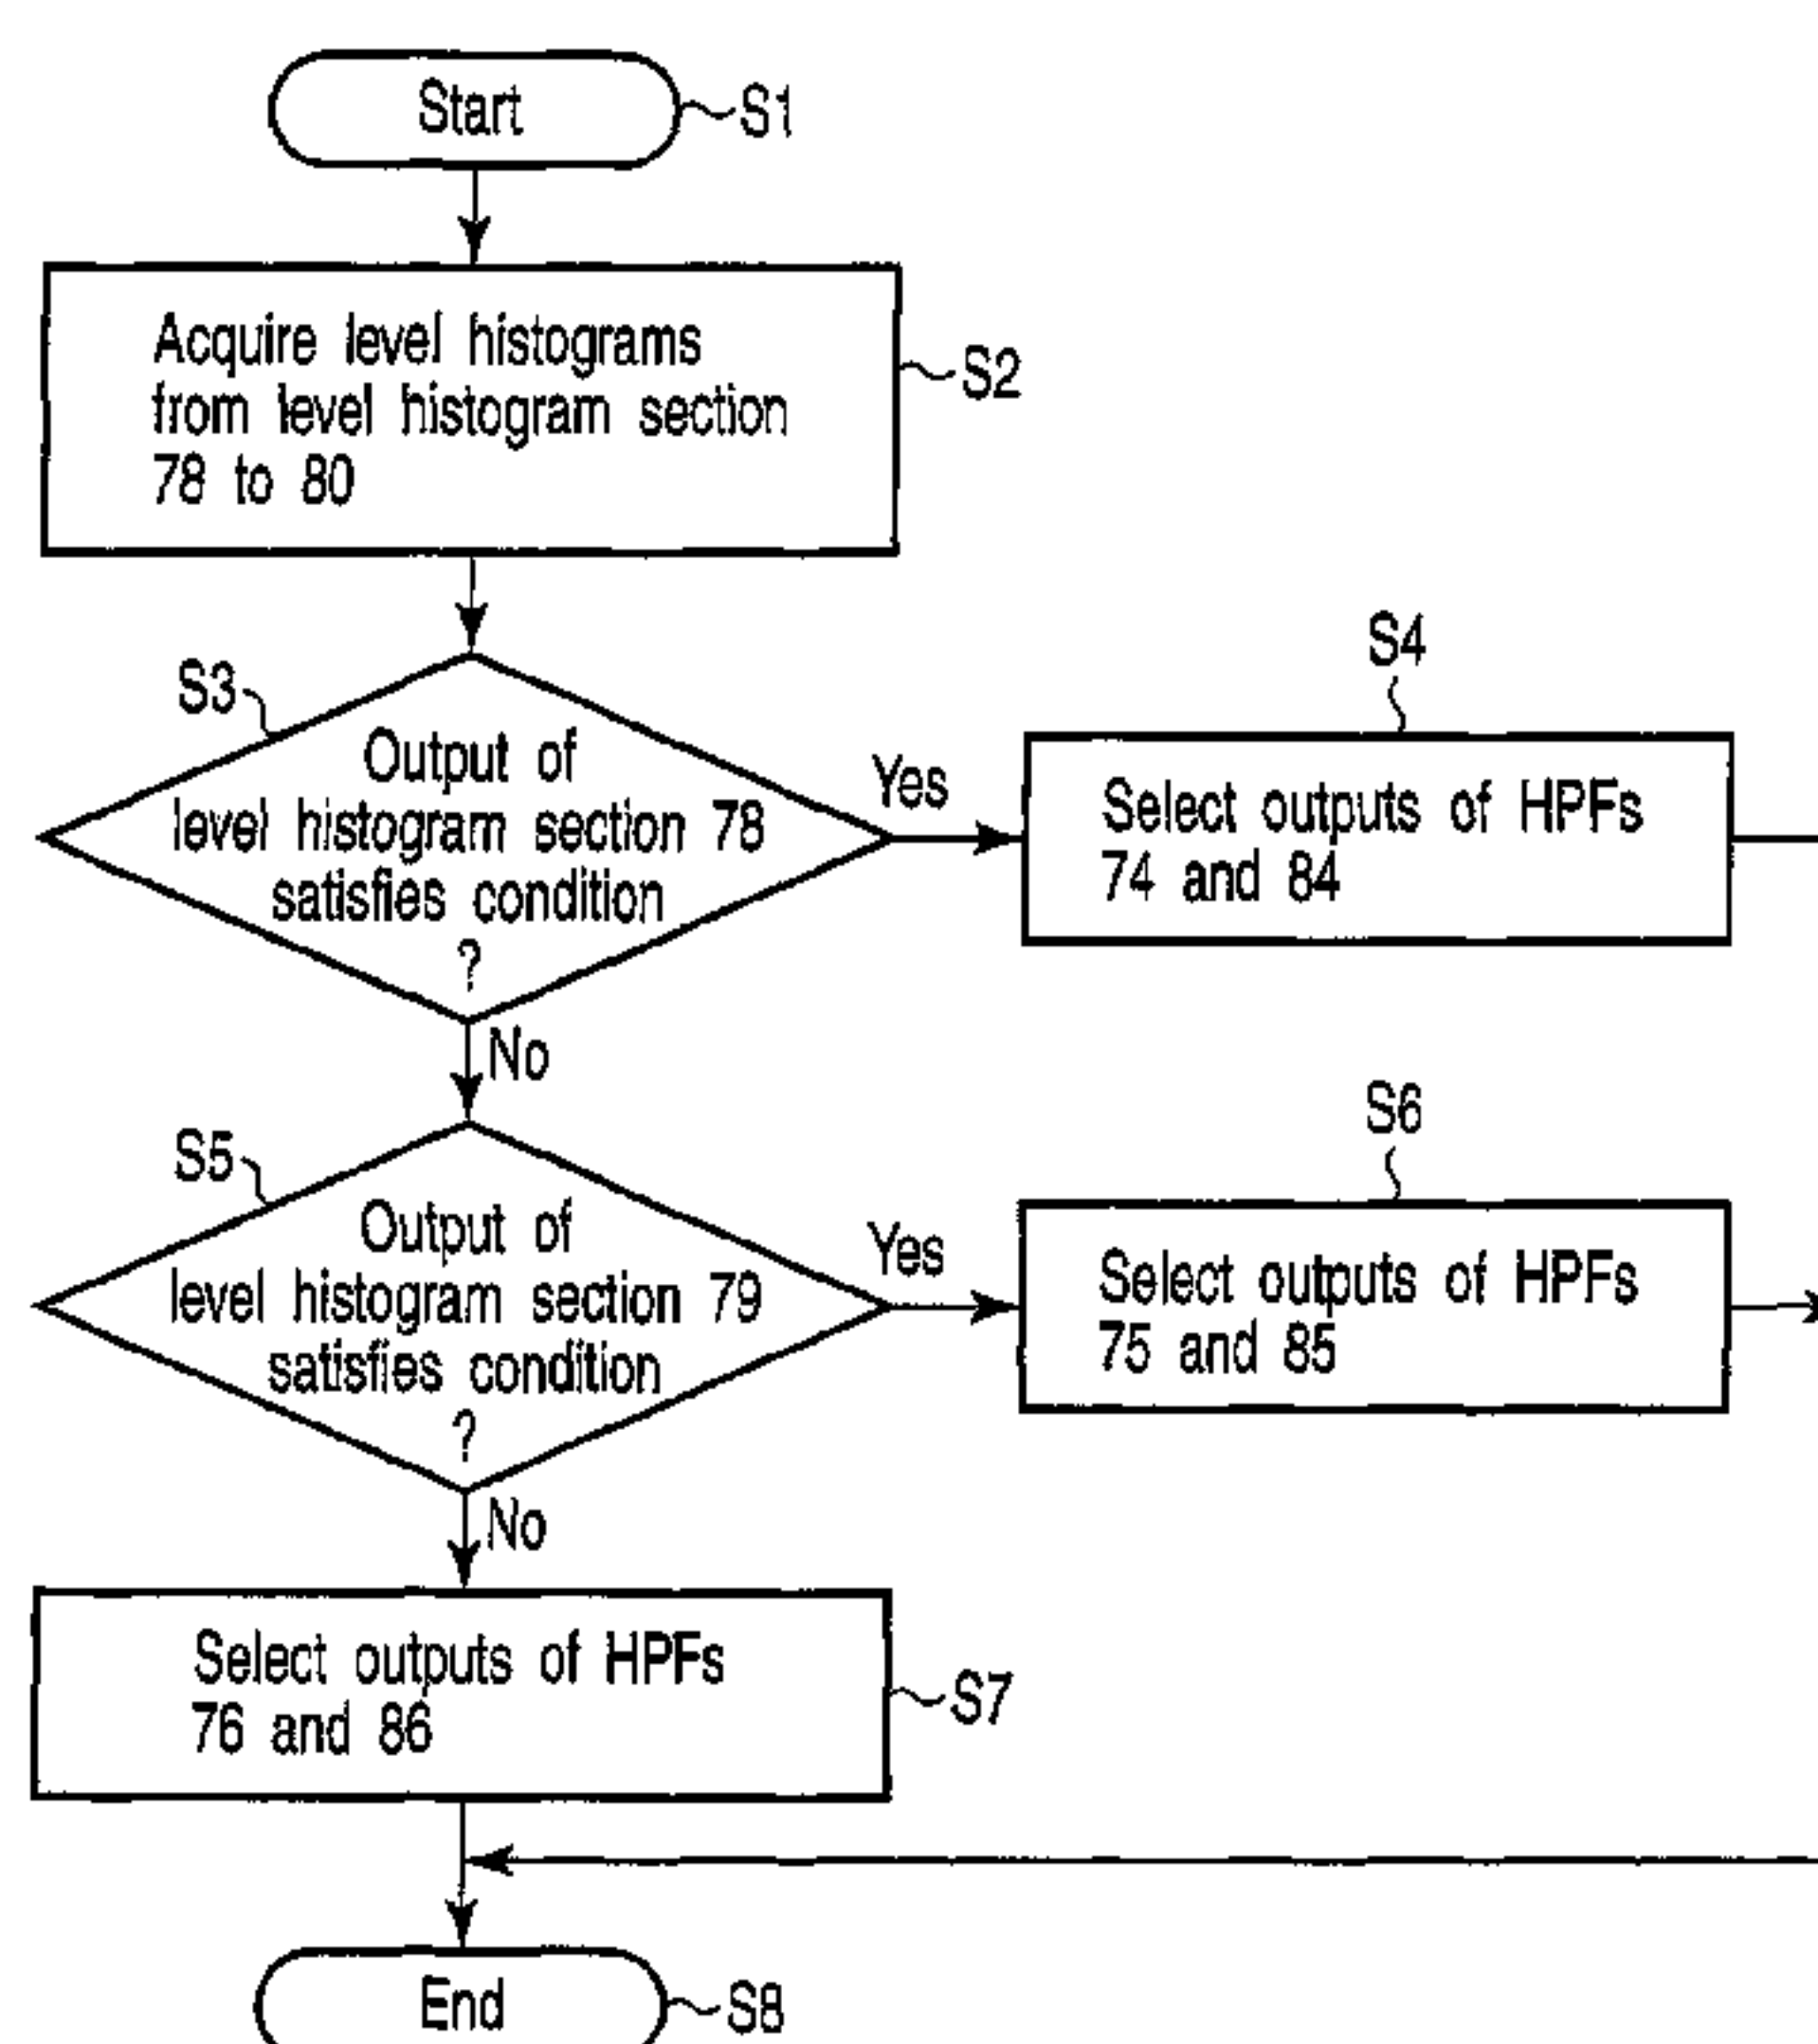 Start
S1
Acquire level histograms
from level histogram section
78 to 80
S2
S3
Output of
level histogram section 78
satisfies condition
?
Yes
S4
Select outputs of HPFs
74 and 84
No
S5
Output of
level histogram section 79
satisfies condition
?
Yes
S6
Select outputs of HPFs
75 and 85
No
Select outputs of HPFs
76 and 86
S7
End
S8